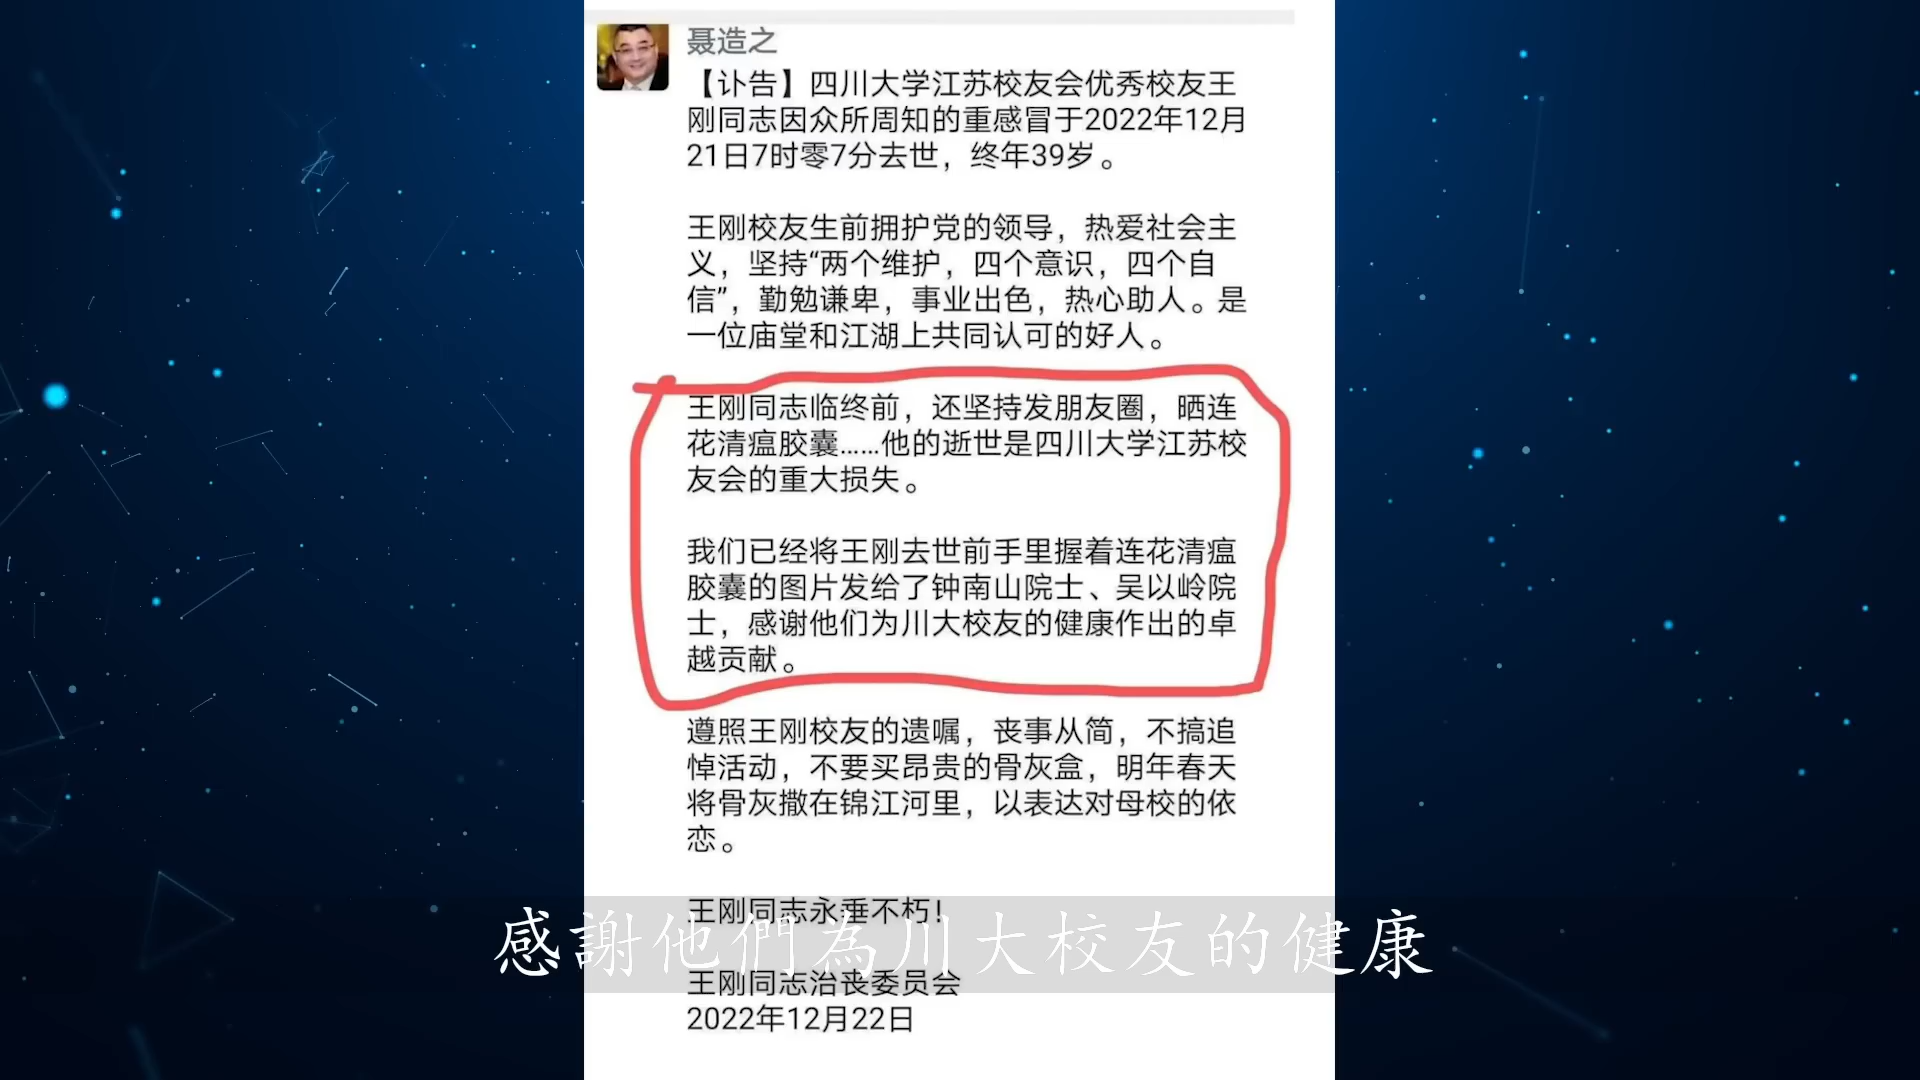 聂造之
【讣告】四川大学江苏校友会优秀校友王
刚同志因众所周知的重感冒于2022年12月
21日7时零7分去世，终年39岁。
王刚校友生前拥护党的领导，热爱社会主
义，坚持“两个维护，四个意识，四个自
信”，勤勉谦卑，事业出色，热心助人。是
一位庙堂和江湖上共同认可的好人。
王刚同志临终前，还坚持发朋友圈，晒连
花清瘟胶囊……他的逝世是四川大学江苏校
友会的重大损失。
我们已经将王刚去世前手里握着连花清瘟
胶囊的图片发给了钟南山院士、吴以岭院
士，感谢他们为川大校友的健康作出的卓
越贡献。
遵照王刚校友的遗嘱，丧事从简，不搞追
悼活动，不要买昂贵的骨灰盒，明年春天
将骨灰撒在锦江河里，以表达对母校的依
恋。
王刚同志永垂不朽！
感謝他們為川大校友的健康
王刚同志治丧委员会
2022年12月22日